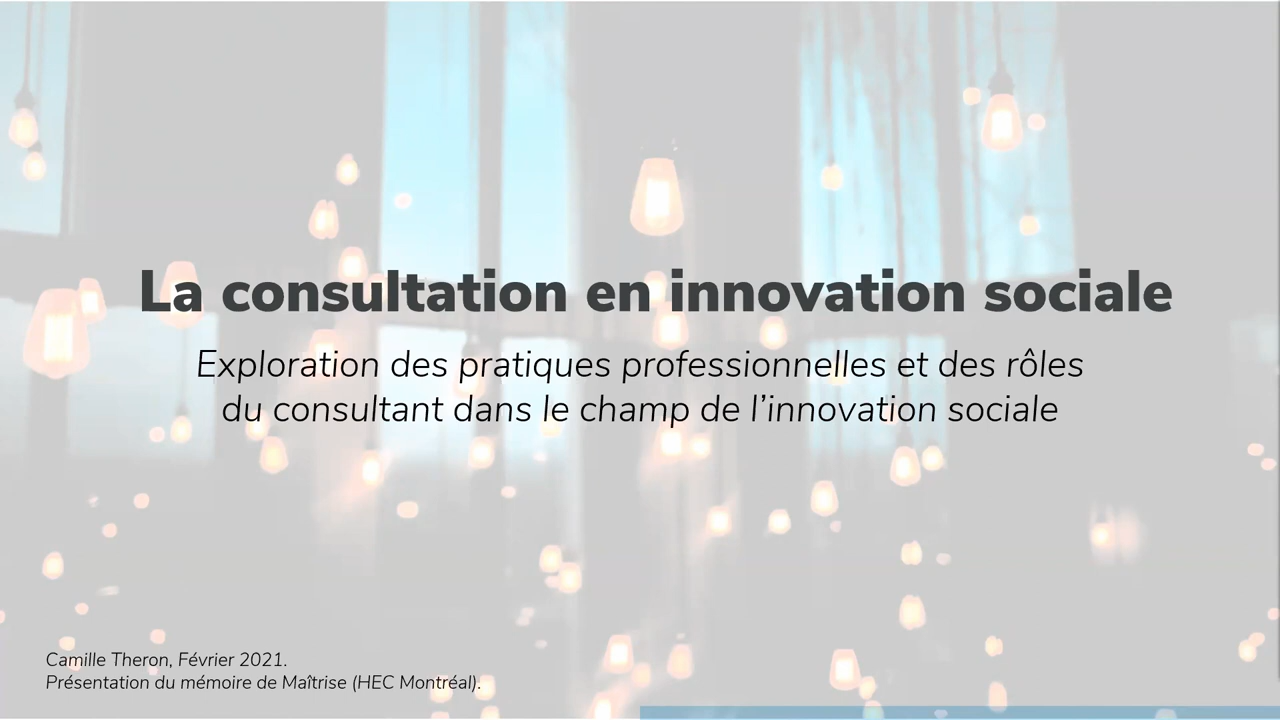 La consultation en innovation sociale
Exploration des pratiques professionnelles et des rôles
du consultant dans le champ de l’innovation sociale
Camille Theron, Février 2021.
Présentation du mémoire de Maîtrise (HEC Montréal).